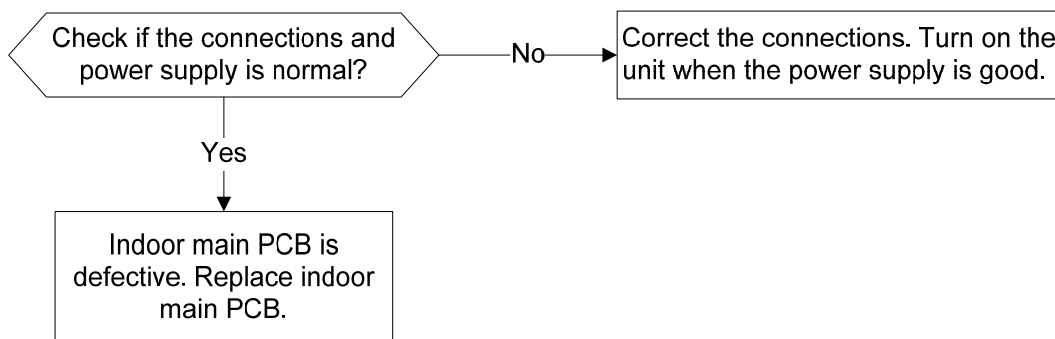 Check if the connections and
power supply is normal?
No
Correct the connections. Turn on the
unit when the power supply is good.
Yes
Indoor main PCB is
defective. Replace indoor
main PCB.